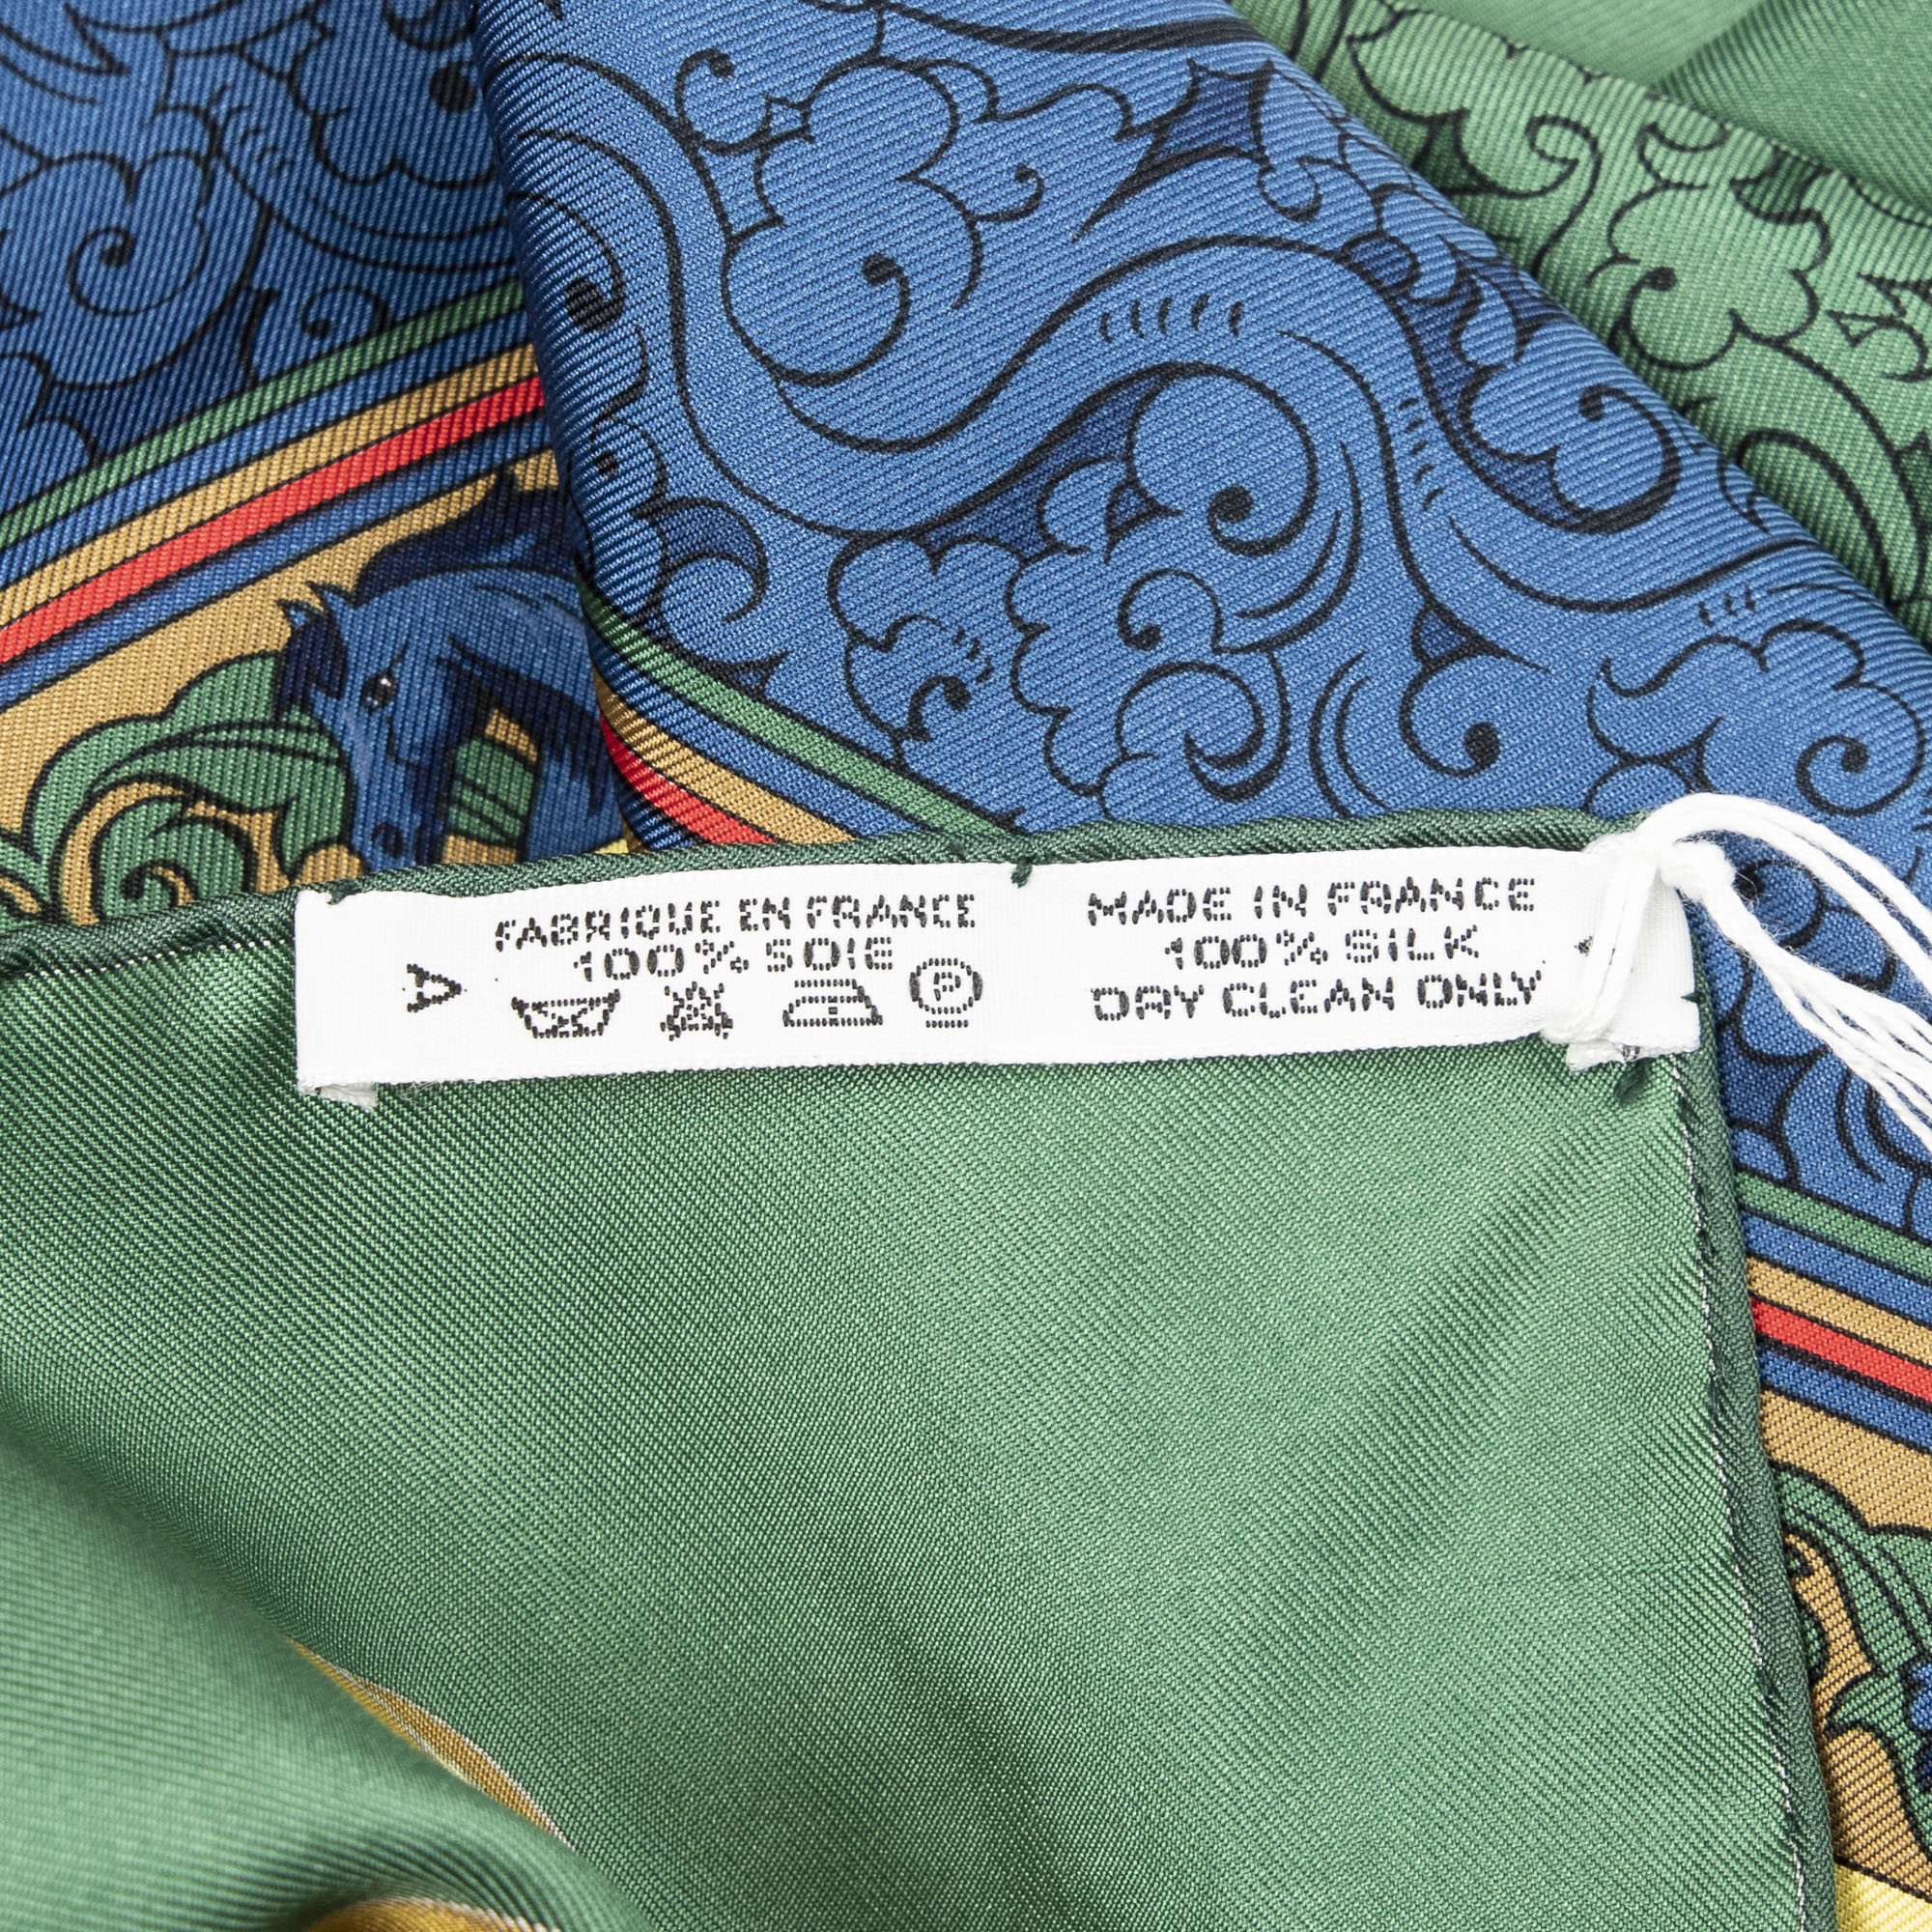 FABRIQUE EN FRANCE
100% SOIE
A
P
MADE IN FRANCE
100% SILK
DRY CLEAN ONLY